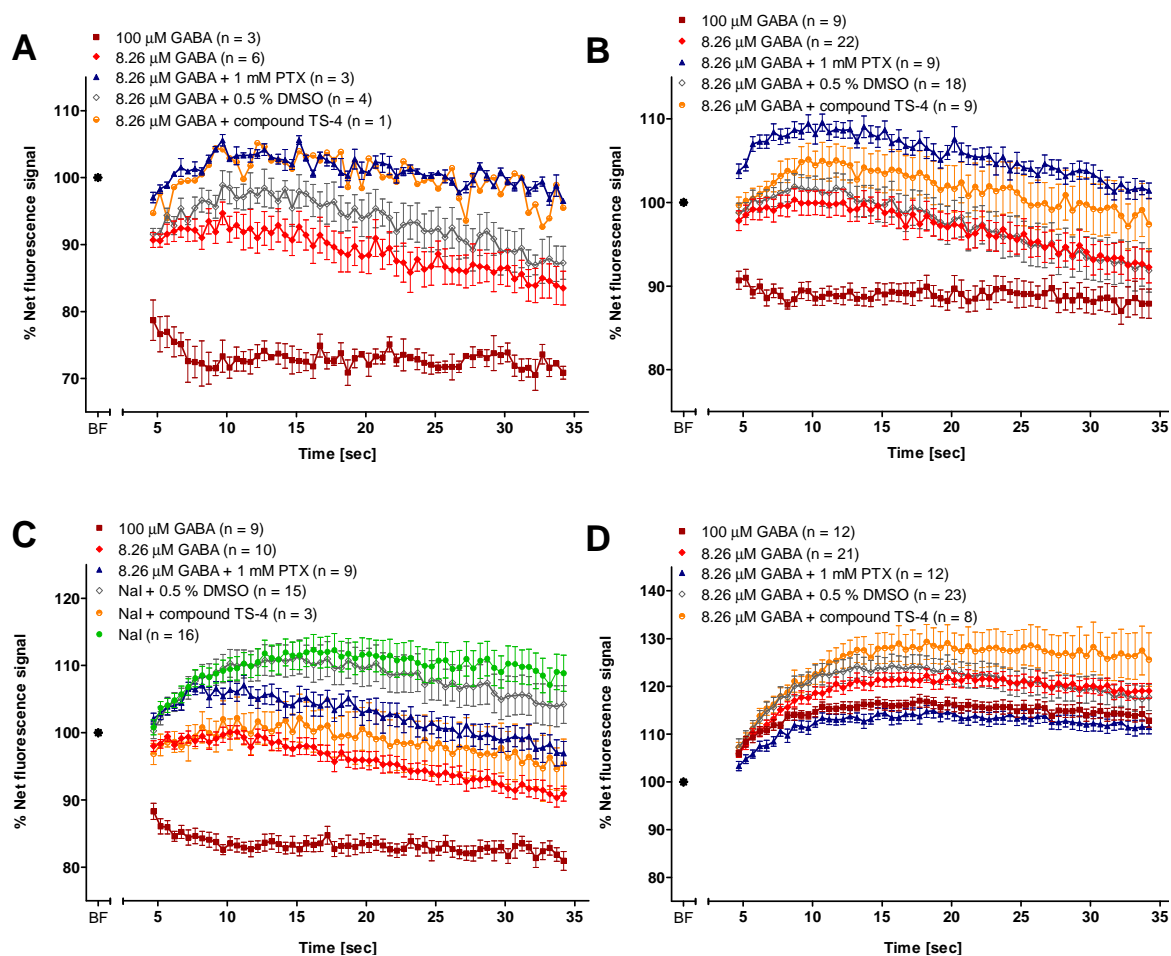 A
100 µM GABA (n = 3)
8.26 µM GABA (n = 6)
8.26 µM GABA + 1 mM PTX (n = 3)
8.26 µM GABA + 0.5 % DMSO (n = 4)
8.26 µM GABA + compound TS-4 (n = 1)
110
100
90
80
70
% Net fluorescence signal
BF
5 10 15 20 25 30 35
Time [sec]
B
100 µM GABA (n = 9)
8.26 µM GABA (n = 22)
8.26 µM GABA + 1 mM PTX (n = 9)
8.26 µM GABA + 0.5 % DMSO (n = 18)
8.26 µM GABA + compound TS-4 (n = 9)
110
100
90
80
% Net fluorescence signal
BF
5 10 15 20 25 30 35
Time [sec]
C
100 µM GABA (n = 9)
8.26 µM GABA (n = 10)
8.26 µM GABA + 1 mM PTX (n = 9)
NaI + 0.5 % DMSO (n = 15)
NaI + compound TS-4 (n = 3)
NaI (n = 16)
120
110
100
90
80
% Net fluorescence signal
BF
5 10 15 20 25 30 35
Time [sec]
D
100 µM GABA (n = 12)
8.26 µM GABA (n = 21)
8.26 µM GABA + 1 mM PTX (n = 12)
8.26 µM GABA + 0.5 % DMSO (n = 23)
8.26 µM GABA + compound TS-4 (n = 8)
140
130
120
110
100
90
80
% Net fluorescence signal
BF
5 10 15 20 25 30 35
Time [sec]